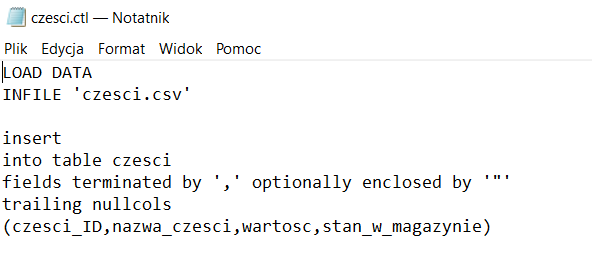 czesci.ctl — Notatnik
Plik Edycja Format Widok Pomoc
LOAD DATA
INFILE 'czesci.csv'

insert
into table czesci
fields terminated by ',' optionally enclosed by '"'
trailing nullcols
(czesci_ID,nazwa_czesci,wartosc,stan_w_magazynie)